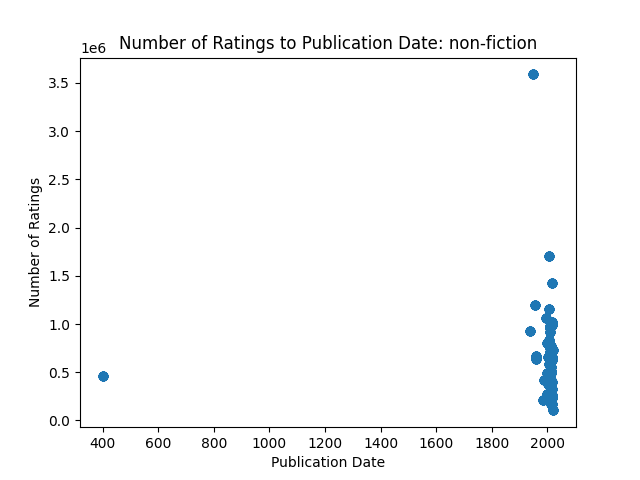 Number of Ratings to Publication Date: non-fiction
1e6
3.5
3.0
2.5
2.0
1.5
1.0
0.5
0.0
Number of Ratings
400 600 800 1000 1200 1400 1600 1800 2000
Publication Date